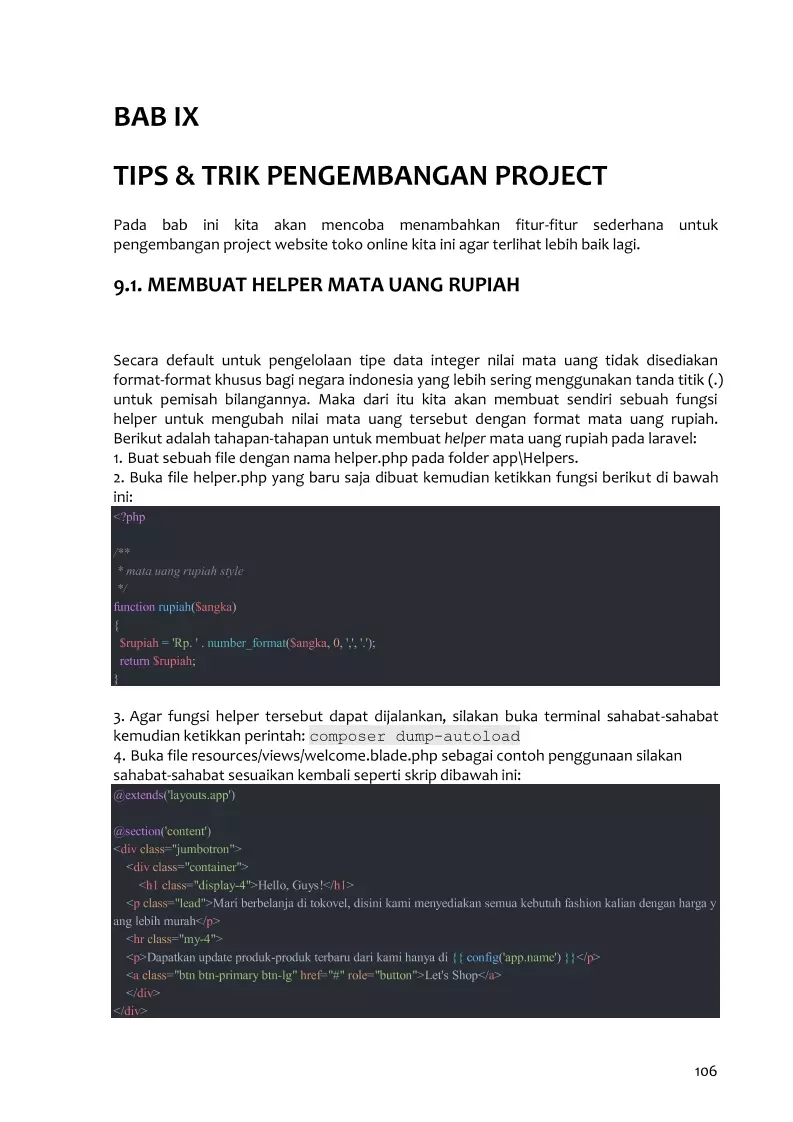 BAB IX
TIPS & TRIK PENGEMBANGAN PROJECT
Pada bab ini kita akan mencoba menambahkan fitur-fitur sederhana untuk
pengembangan project website toko online kita ini agar terlihat lebih baik lagi.
9.1. MEMBUAT HELPER MATA UANG RUPIAH
Secara default untuk pengelolaan tipe data integer nilai mata uang tidak disediakan
format-format khusus bagi negara indonesia yang lebih sering menggunakan tanda titik (.)
untuk pemisah bilangannya. Maka dari itu kita akan membuat sendiri sebuah fungsi
helper untuk mengubah nilai mata uang tersebut dengan format mata uang rupiah.
Berikut adalah tahapan-tahapan untuk membuat helper mata uang rupiah pada laravel:
1. Buat sebuah file dengan nama helper.php pada folder app\Helpers.
2. Buka file helper.php yang baru saja dibuat kemudian ketikkan fungsi berikut di bawah
ini:
<?php
/**
* mata uang rupiah style
*/
function rupiah($angka)
{
$rupiah = 'Rp. ' . number_format($angka, 0, ',', '.');
return $rupiah;
}
3. Agar fungsi helper tersebut dapat dijalankan, silakan buka terminal sahabat-sahabat
kemudian ketikkan perintah: composer dump-autoload
4. Buka file resources/views/welcome.blade.php sebagai contoh penggunaan silakan
sahabat-sahabat sesuaikan kembali seperti skrip dibawah ini:
@extends('layouts.app')
@section('content')
<div class="jumbotron">
<div class="container">
<h1 class="display-4">Hello, Guys!</h1>
<p class="lead">Mari berbelanja di tokovel, disini kami menyediakan semua kebutuh fashion kalian dengan harga y
ang lebih murah</p>
<hr class="my-4">
<p>Dapatkan update produk-produk terbaru dari kami hanya di {{ config('app.name') }}</p>
<a class="btn btn-primary btn-lg" href="#" role="button">Let's Shop</a>
</div>
</div>
106